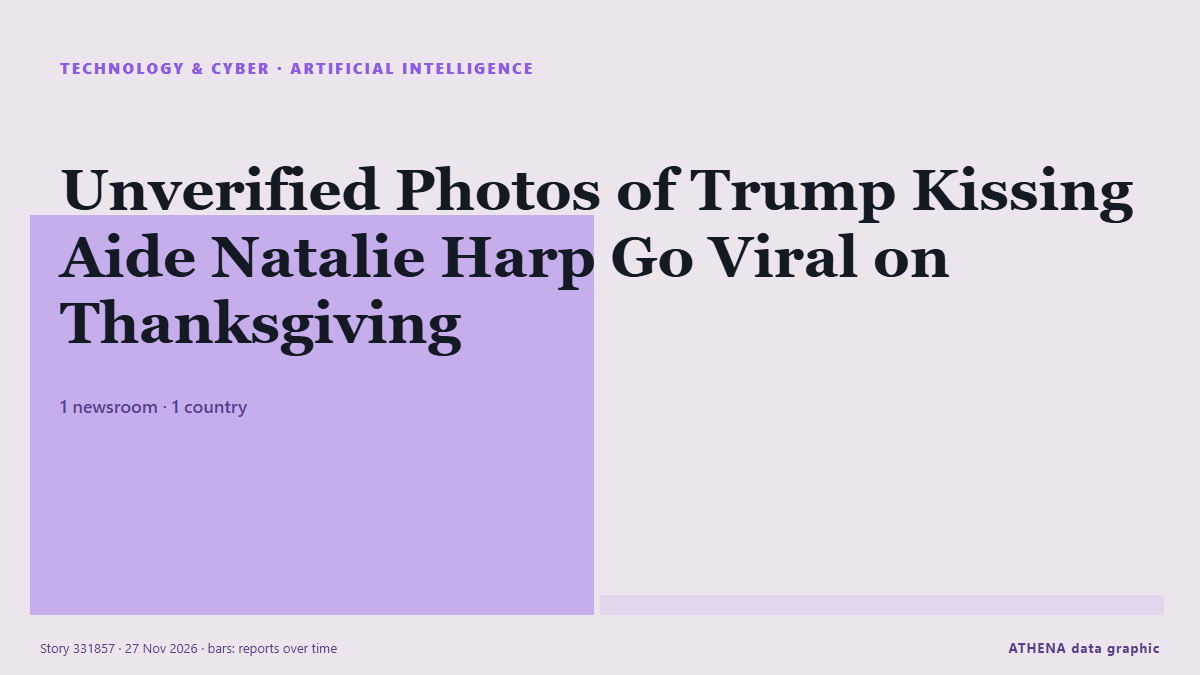 TECHNOLOGY & CYBER · ARTIFICIAL INTELLIGENCE
Unverified Photos of Trump Kissing
Aide Natalie Harp Go Viral on
Thanksgiving
1 newsroom · 1 country
Story 331857 · 27 Nov 2026 · bars: reports over time
ATHENA data graphic